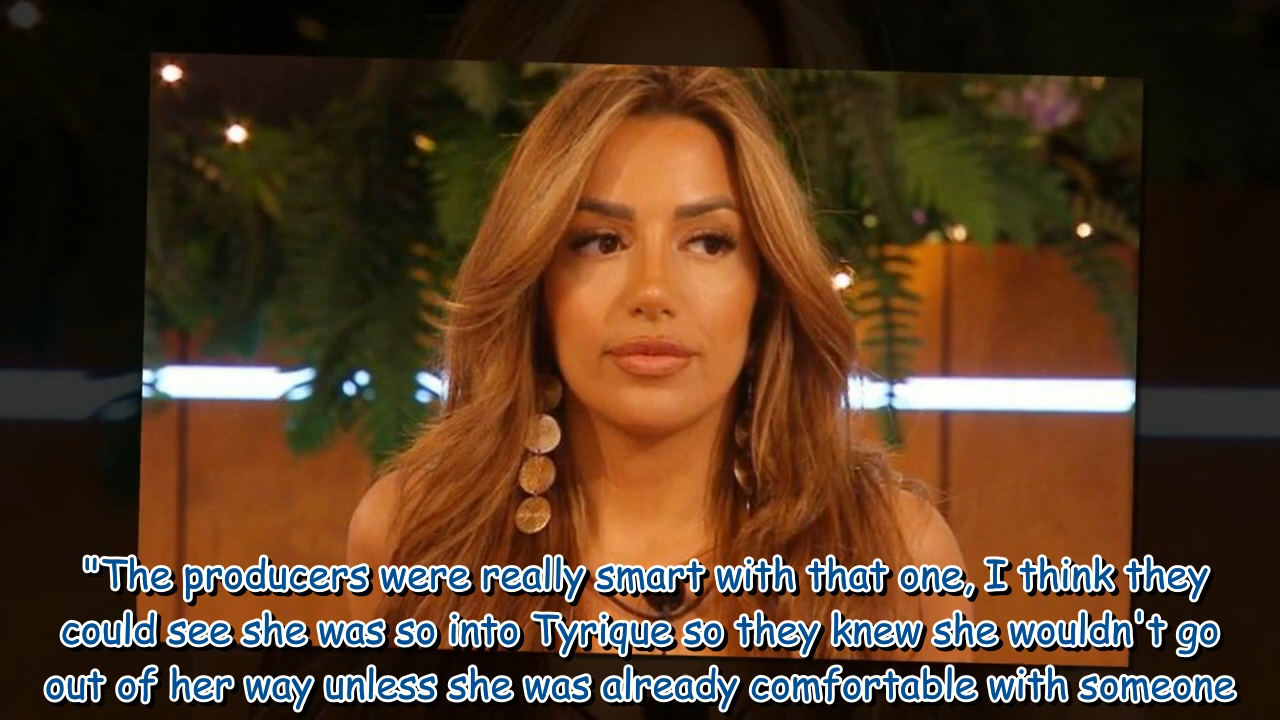 "The producers were really smart with that one, I think they
could see she was so into Tyrique so they knew she wouldn't go
out of her way unless she was already comfortable with someone